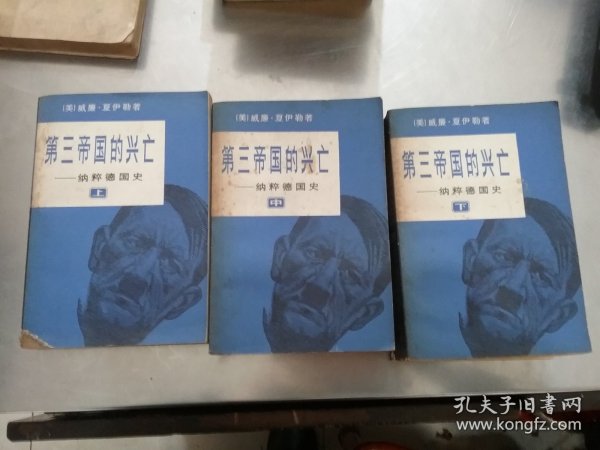 (美)威廉·夏伊勒著
第三帝国的兴亡
——纳粹德国史
上
(美)威廉·夏伊勒著
第三帝国的兴亡
——纳粹德国史
中
(美)威廉·夏伊勒著
第三帝国的兴亡
——纳粹德国史
下
孔夫子旧书网
www.kongfz.com